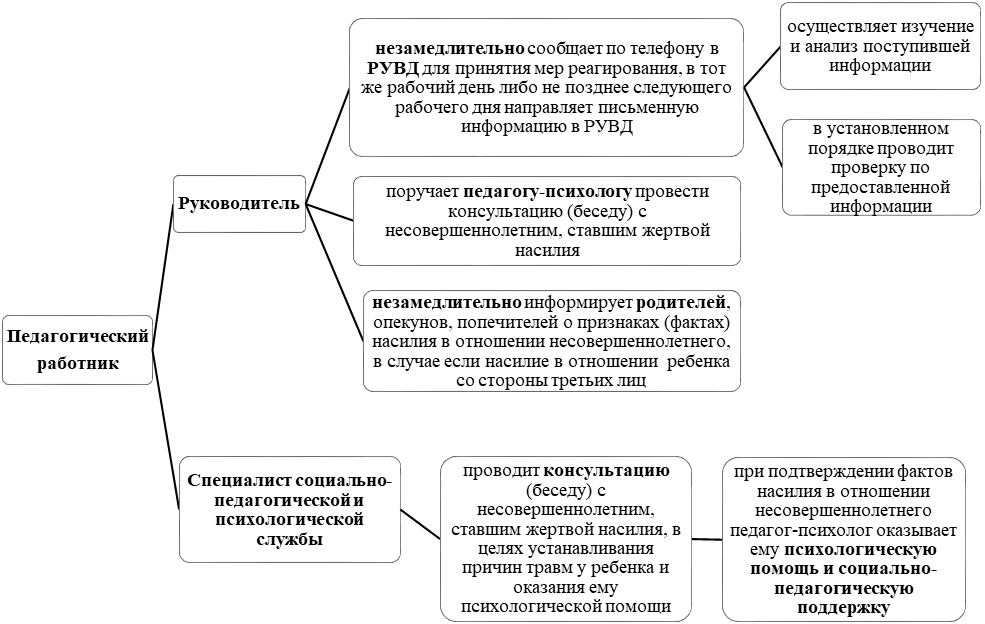 Педагогический
работник
Руководитель
незамедлительно сообщает по телефону в
РУВД для принятия мер реагирования, в тот
же рабочий день либо не позднее следующего
рабочего дня направляет письменную
информацию в РУВД
осуществляет изучение
и анализ поступившей
информации
в установленном
порядке проводит
проверку по
предоставленной
информации
поручает педагогу-психологу провести
консультацию (беседу) с
несовершеннолетним, ставшим жертвой
насилия
незамедлительно информирует родителей,
опекунов, попечителей о признаках (фактах)
насилия в отношении несовершеннолетнего,
в случае если насилие в отношении ребенка
со стороны третьих лиц
Специалист социально-
педагогической и
психологической
службы
проводит консультацию
(беседу) с
несовершеннолетним,
ставшим жертвой насилия, в
целях устанавливания
причин травм у ребенка и
оказания ему
психологической помощи
при подтверждении фактов
насилия в отношении
несовершеннолетнего
педагог-психолог оказывает
ему психологическую
помощь и социально-
педагогическую
поддержку